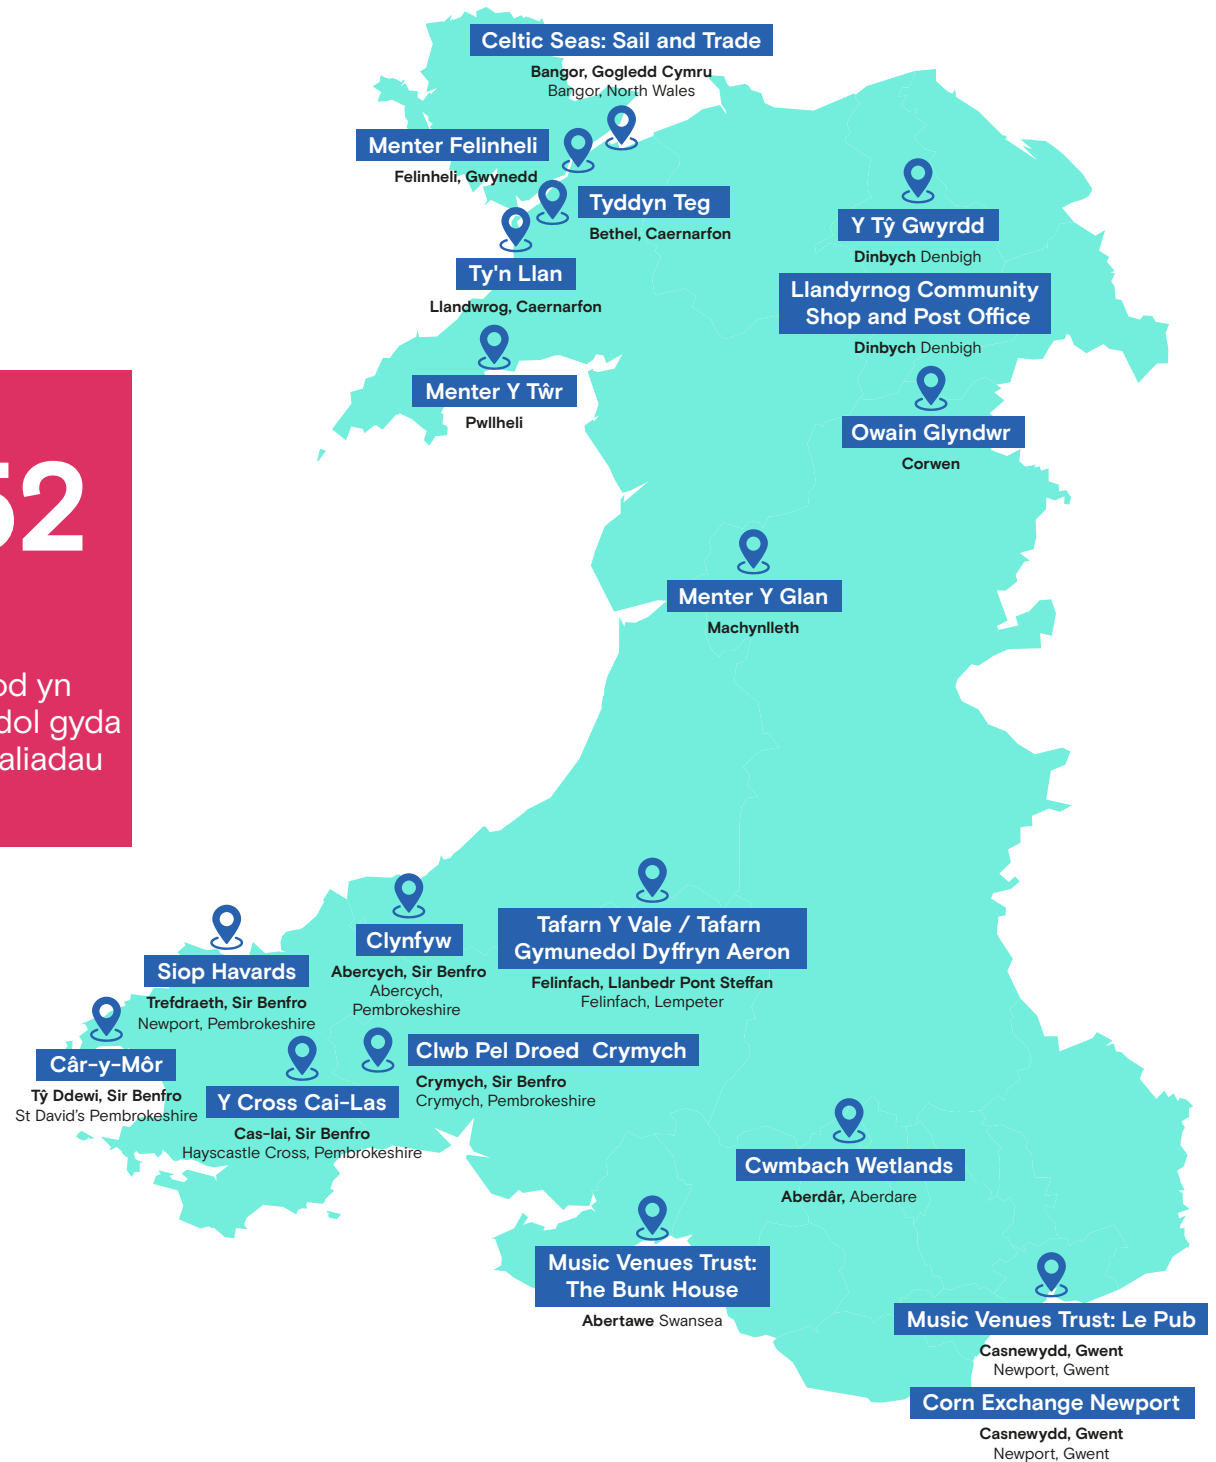 Celtic Seas: Sail and Trade
Bangor, Gogledd Cymru
Bangor, North Wales
Menter Felinheli
Felinheli, Gwynedd
Tyddyn Teg
Bethel, Caernarfon
Y Tŷ Gwyrdd
Dinbych Denbigh
Ty'n Llan
Llandwrog, Caernarfon
Llandyrnog Community
Shop and Post Office
Dinbych Denbigh
Menter Y Tŵr
Pwllheli
Owain Glyndwr
Corwen
52
od yn
dol gyda
aliadau
Menter Y Glan
Machynlleth
Tafarn Y Vale / Tafarn
Gymunedol Dyffryn Aeron
Felinfach, Llanbedr Pont Steffan
Felinfach, Lempeter
Clynfyw
Abercych, Sir Benfro
Abercych,
Pembrokeshire
Siop Havards
Trefdraeth, Sir Benfro
Newport, Pembrokeshire
Câr-y-Môr
Tŷ Ddewi, Sir Benfro
St David's Pembrokeshire
Clwb Pel Droed Crymych
Crymych, Sir Benfro
Crymych, Pembrokeshire
Y Cross Cai-Las
Cas-lai, Sir Benfro
Hayscastle Cross, Pembrokeshire
Cwmbach Wetlands
Aberdâr, Aberdare
Music Venues Trust:
The Bunk House
Abertawe Swansea
Music Venues Trust: Le Pub
Casnewydd, Gwent
Newport, Gwent
Corn Exchange Newport
Casnewydd, Gwent
Newport, Gwent